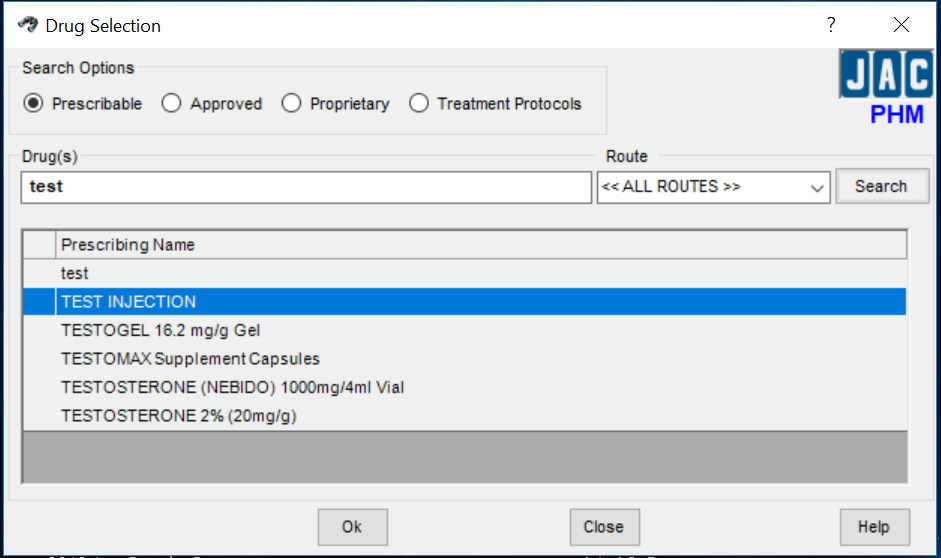 Drug Selection
?
Search Options
Prescribable Approved Proprietary Treatment Protocols
JAC
PHM
Drug(s) Route
test << ALL ROUTES >> Search
Prescribing Name
test
TEST INJECTION
TESTOGEL 16.2 mg/g Gel
TESTOMAX Supplement Capsules
TESTOSTERONE (NEBIDO) 1000mg/4ml Vial
TESTOSTERONE 2% (20mg/g)
Ok Close Help